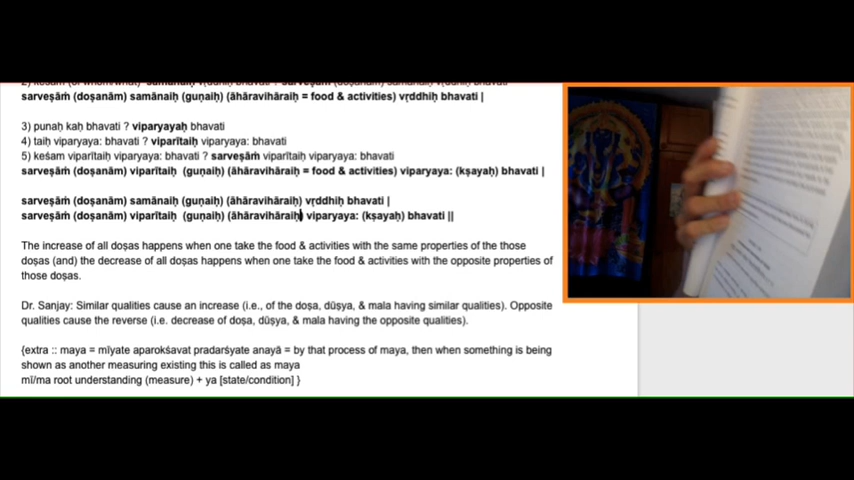 sarveṣāṁ (doṣanām) samānaiḥ (guṇaiḥ) (āhāravihāraiḥ = food & activities) vṛddhiḥ bhavati |
3) punaḥ kaḥ bhavati ? viparyayaḥ bhavati
4) taiḥ viparyaya: bhavati ? viparītaiḥ viparyaya: bhavati
5) keśam viparītaiḥ viparyaya: bhavati ? sarveṣāṁ viparītaiḥ viparyaya: bhavati
sarveṣāṁ (doṣanām) viparītaiḥ (guṇaiḥ) (āhāravihāraiḥ = food & activities) viparyaya: (kṣayaḥ) bhavati |
sarveṣāṁ (doṣanām) samānaiḥ (guṇaiḥ) (āhāravihāraiḥ) vṛddhiḥ bhavati |
sarveṣāṁ (doṣanām) viparītaiḥ (guṇaiḥ) (āhāravihāraiḥ) viparyaya: (kṣayaḥ) bhavati ||
The increase of all doṣas happens when one take the food & activities with the same properties of the those
doṣas (and) the decrease of all doṣas happens when one take the food & activities with the opposite properties of
those doṣas.
Dr. Sanjay: Similar qualities cause an increase (i.e., of the doṣa, dūṣya, & mala having similar qualities). Opposite
qualities cause the reverse (i.e. decrease of doṣa, dūṣya, & mala having the opposite qualities).
{extra :: maya = mīyate aparokśavat pradarśyate anayā = by that process of maya, then when something is being
shown as another measuring existing this is called as maya
mī/ma root understanding (measure) + ya [state/condition] }